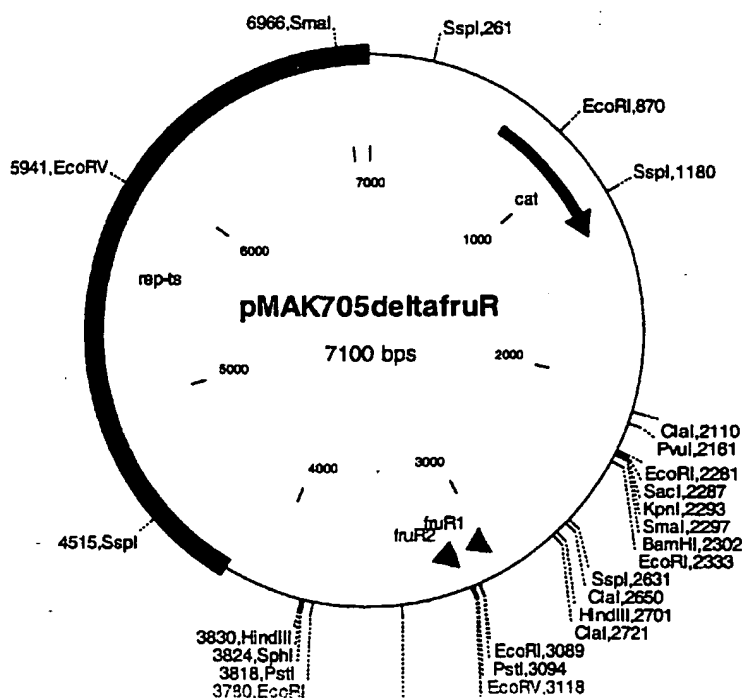 6966,SmaI
SspI,261
EcoRI,870
SspI,1180
5941,EcoRV
7000
cat
1000
6000
rep-ts
pMAK705deltafruR
7100 bps
2000
5000
4000
3000
ClaI,2110
PvuI,2161
EcoRI,2281
SacI,2287
KpnI,2293
SmaI,2297
BamHI,2302
EcoRI,2333
4515,SspI
fruR1
fruR2
SspI,2631
ClaI,2650
HindIII,2701
ClaI,2721
3830,HindIII
3824,SphI
3818,PstI
3780,EcoRI
EcoRI,3089
PstI,3094
EcoRV,3118